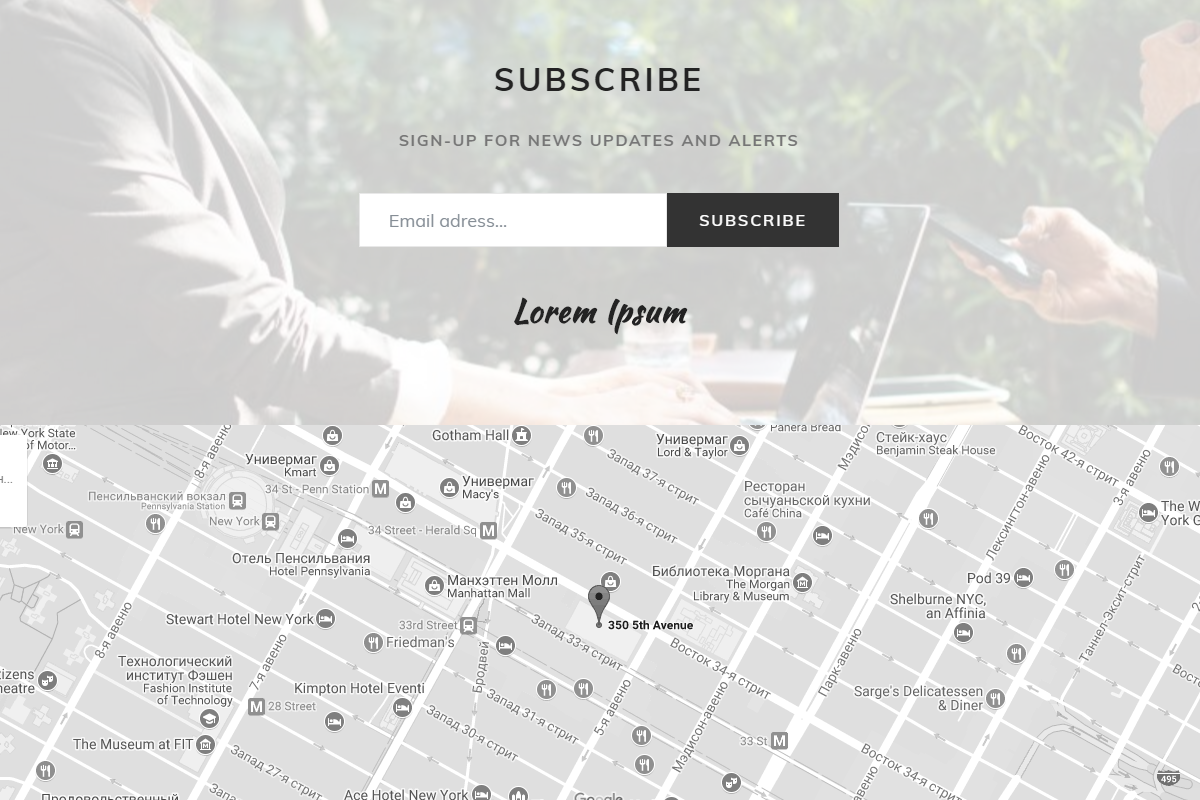 SUBSCRIBE
SIGN-UP FOR NEWS UPDATES AND ALERTS
Email adress...
SUBSCRIBE
Lorem Ipsum
New York State
of Motor...
н...
8-я авеню
Универмаг
Kmart
Gotham Hall
Универмаг
Lord & Taylor
Panera Bread
Мэдисон
Стейк-хаус
Benjamin Steak House
Восток 42-я стрит
3-я авеню
Запад 37-я стрит
Пенсильванский вокзал
Pennsylvania Station
34 St - Penn Station
M
Универмаг
Macy's
Запад 36-я стрит
Ресторан
сычуаньской кухни
Café China
New York
New York
34 Street - Herald Sq
M
Запад 35-я стрит
Лексингтон-авеню
The W
York G
Отель Пенсильвания
Hotel Pennsylvania
Манхэттен Молл
Manhattan Mall
Библиотека Моргана
The Morgan
Library & Museum
Pod 39
Shelburne NYC,
an Affinia
Таннел-Эксит-стрит
Stewart Hotel New York
33rd Street
Friedman's
350 5th Avenue
Запад 33-я стрит
8-я авеню
7-я авеню
Бродвей
Восток 34-я стрит
Парк-авеню
Технологический
институт Фэшен
Fashion Institute
of Technology
Kimpton Hotel Eventi
M
28 Street
Запад 31-я стрит
Запад 30-я стрит
5-я авеню
Мэдисон-авеню
Sarge's Delicatessen
& Diner
The Museum at FIT
Запад 27-я стрит
33 St
M
Восток 34-я стрит
495
Продовольственный
Ace Hotel New York
Google